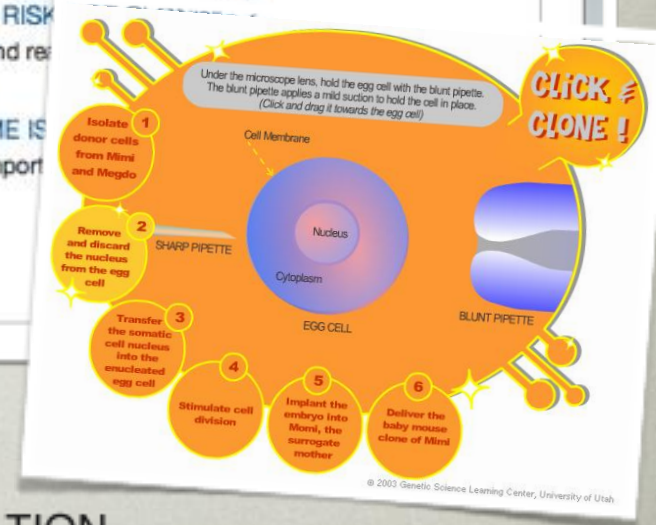 RISK
nd rea
ME IS
port
Under the microscope lens, hold the egg cell with the blunt pipette.
The blunt pipette applies a mild suction to hold the cell in place.
(Click and drag it towards the egg cell)
CLiCK &
CLONE !
Cell Membrane
Nucleus
Cytoplasm
EGG CELL
SHARP PIPETTE
BLUNT PIPETTE
1
Isolate
donor cells
from Mimi
and Megdo
2
Remove
and discard
the nucleus
from the egg
cell
3
Transfer
the somatic
cell nucleus
into the
enucleated
egg cell
4
Stimulate cell
division
5
Implant the
embryo into
Momi, the
surrogate
mother
6
Deliver the
baby mouse
clone of Mimi
© 2003 Genetic Science Learning Center, University of Utah
TION